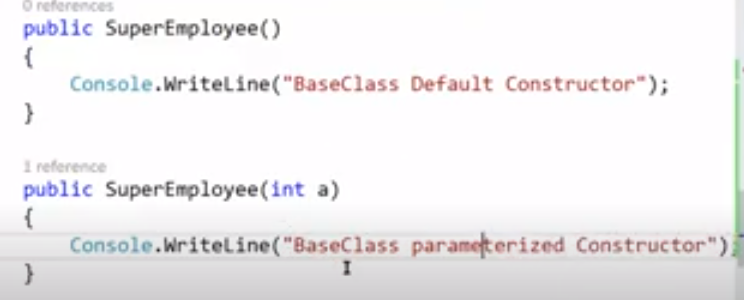 0 references
public SuperEmployee()
{
Console.WriteLine("BaseClass Default Constructor");
}
1 reference
public SuperEmployee(int a)
{
Console.WriteLine("BaseClass parameterized Constructor");
}